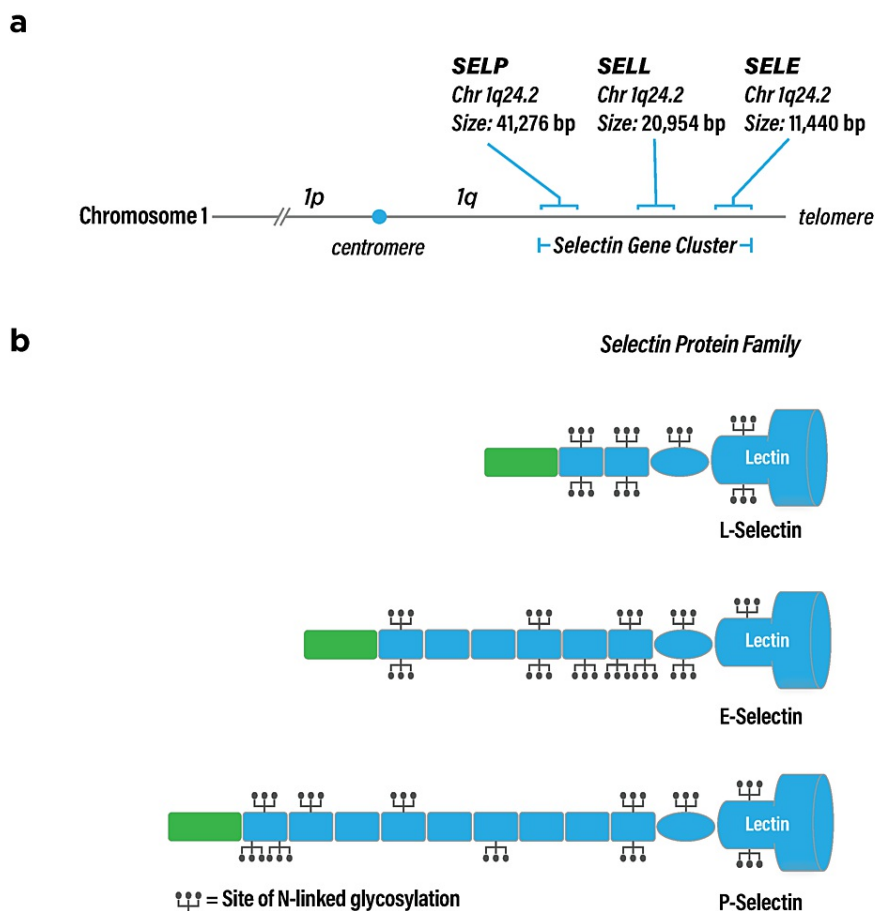 a
SELP
Chr 1q24.2
Size: 41,276 bp
SELL
Chr 1q24.2
Size: 20,954 bp
SELE
Chr 1q24.2
Size: 11,440 bp
Chromosome 1
1p
1q
centromere
telomere
Selectin Gene Cluster
b
Selectin Protein Family
Lectin
L-Selectin
Lectin
E-Selectin
Lectin
P-Selectin
= Site of N-linked glycosylation